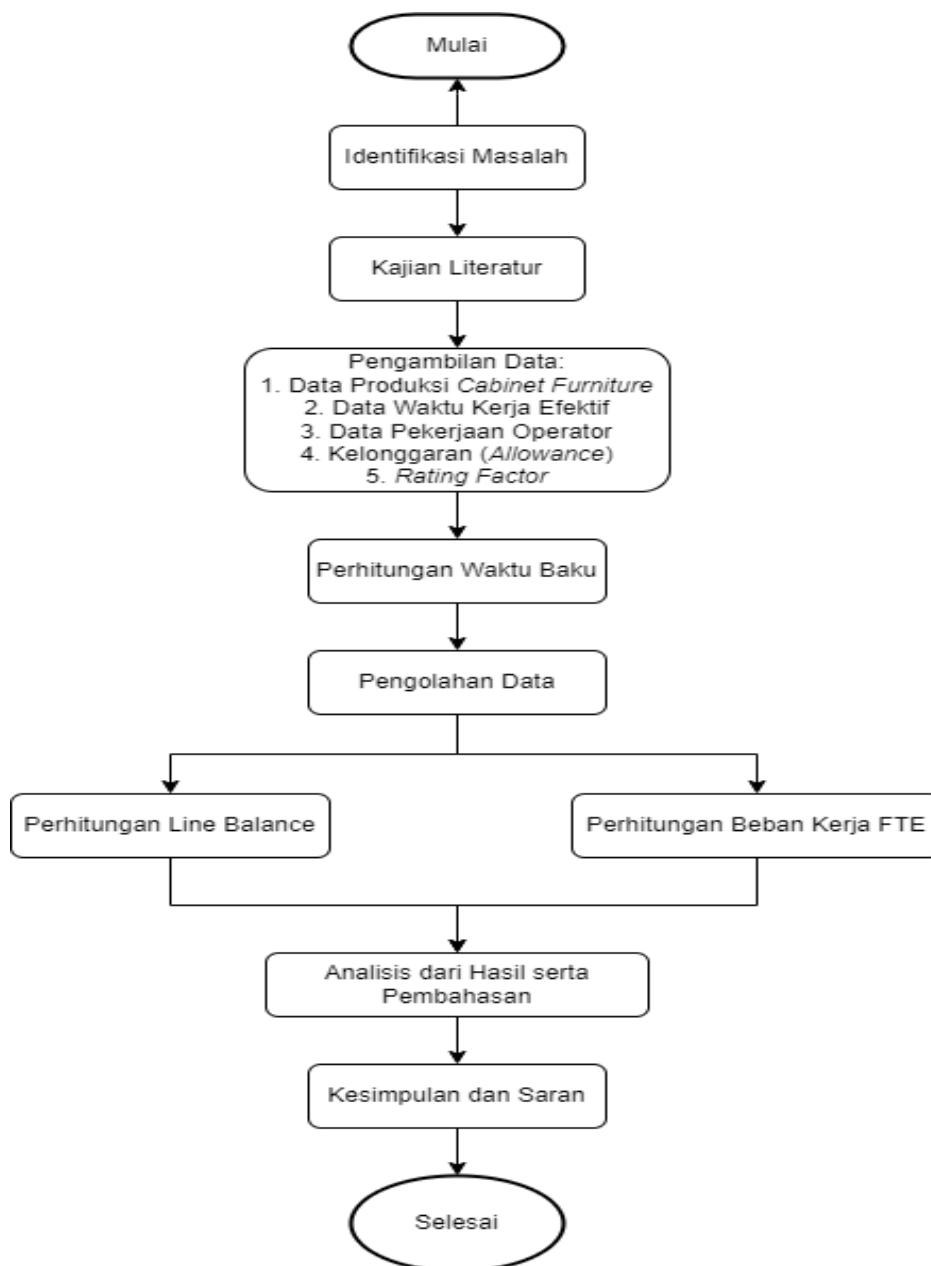 Mulai
Identifikasi Masalah
Kajian Literatur
Pengambilan Data:
1. Data Produksi Cabinet Furniture
2. Data Waktu Kerja Efektif
3. Data Pekerjaan Operator
4. Kelonggaran (Allowance)
5. Rating Factor
Perhitungan Waktu Baku
Pengolahan Data
Perhitungan Line Balance
Perhitungan Beban Kerja FTE
Analisis dari Hasil serta
Pembahasan
Kesimpulan dan Saran
Selesai